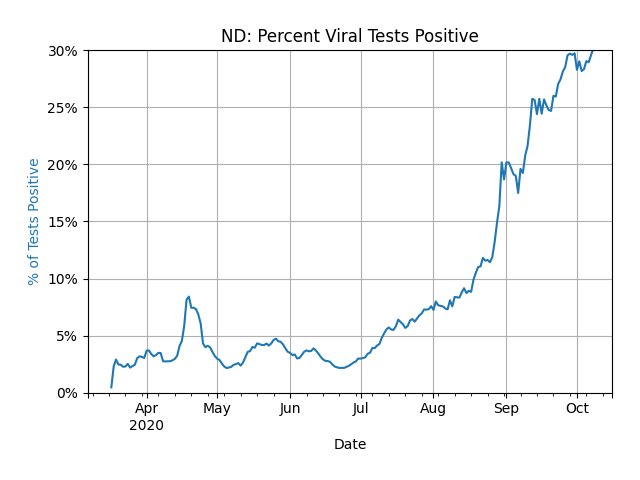 ND: Percent Viral Tests Positive
30%
25%
20%
15%
10%
5%
0%
% of Tests Positive
Apr May Jun Jul Aug Sep Oct
2020
Date